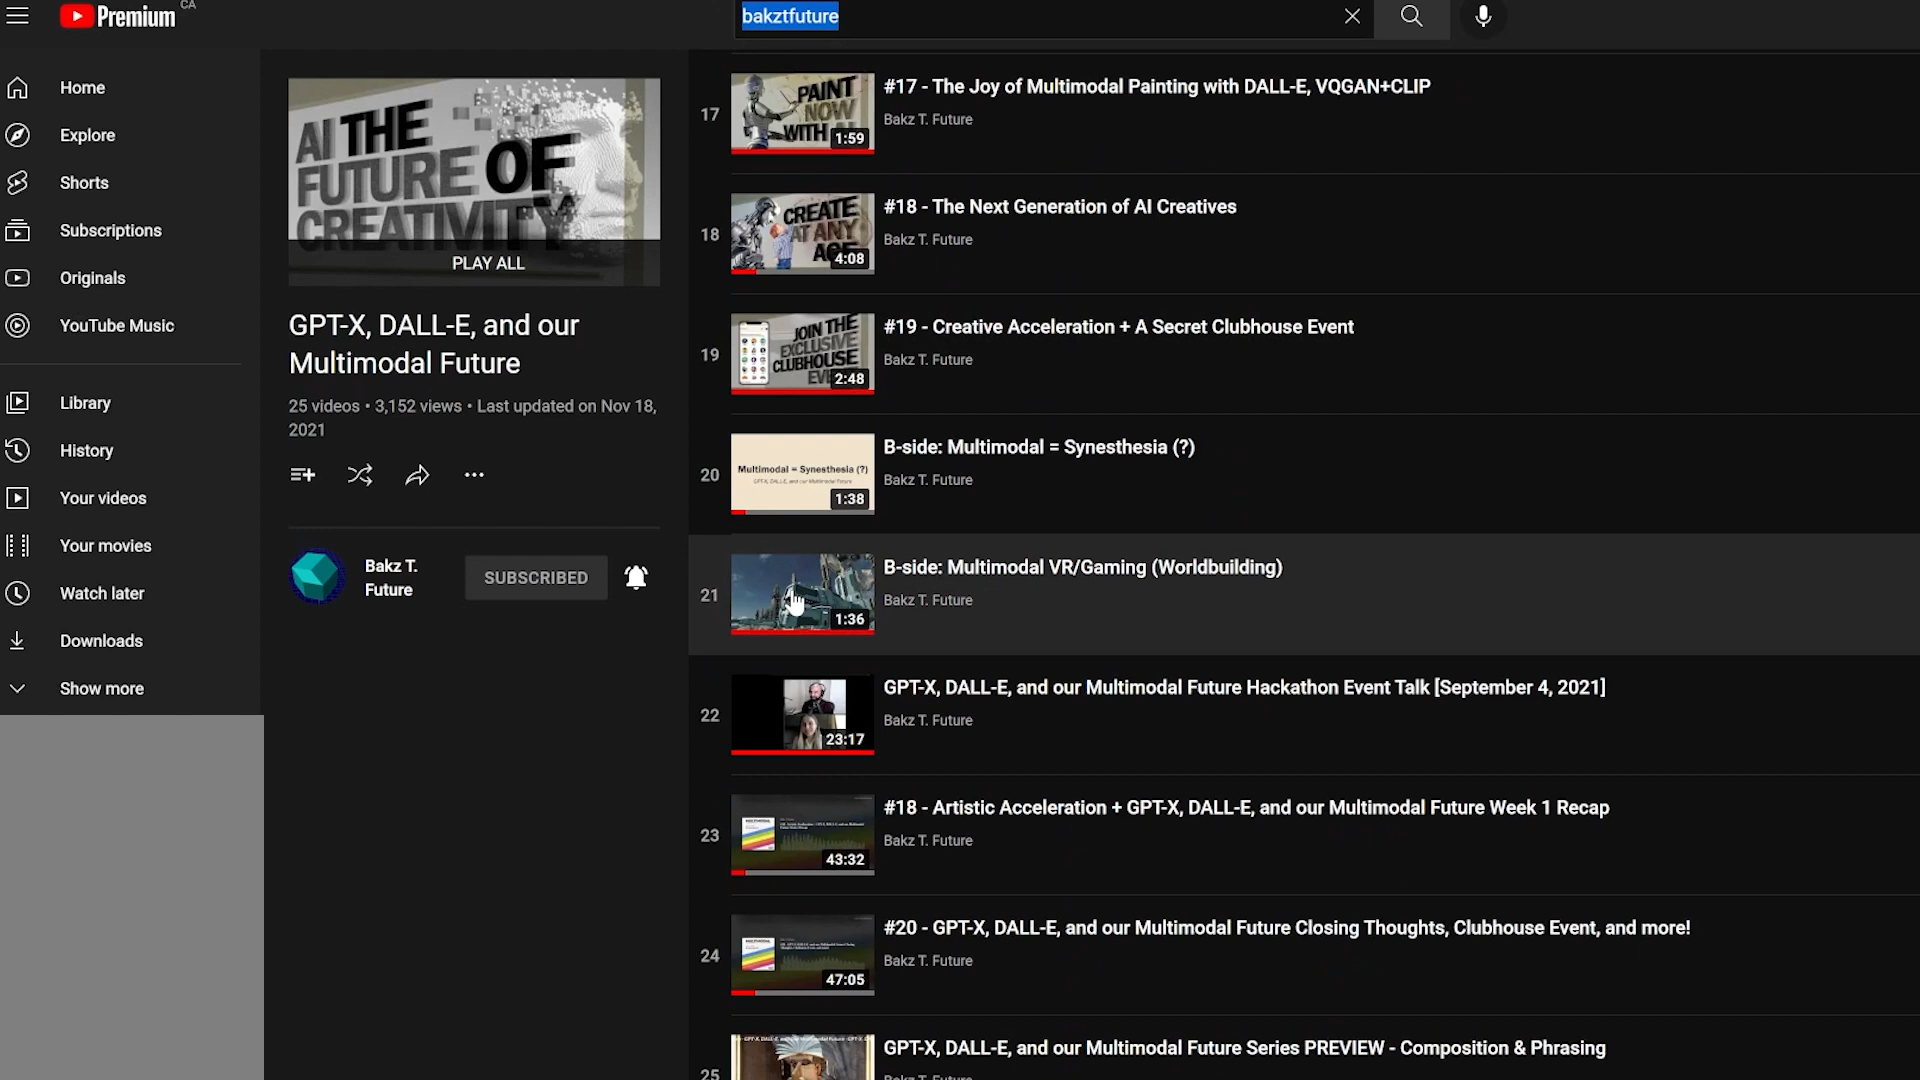 Premium CA
bakztfuture
Home
Explore
Shorts
Subscriptions
Originals
YouTube Music
Library
History
Your videos
Your movies
Watch later
Downloads
Show more
AI THE
FUTURE OF
CREATIVITY
PLAY ALL
GPT-X, DALL-E, and our
Multimodal Future
25 videos • 3,152 views • Last updated on Nov 18,
2021
Bakz T.
Future
SUBSCRIBED
17
PAINT
NOW
WITH
1:59
#17 - The Joy of Multimodal Painting with DALL-E, VQGAN+CLIP
Bakz T. Future
18
CREATE
AT ANY
AGE
4:08
#18 - The Next Generation of AI Creatives
Bakz T. Future
19
JOIN THE
EXCLUSIVE
CLUBHOUSE
2:48
#19 - Creative Acceleration + A Secret Clubhouse Event
Bakz T. Future
20
Multimodal = Synesthesia (?)
GPT-X, DALL-E, and our Multimodal Future
1:38
B-side: Multimodal = Synesthesia (?)
Bakz T. Future
21
1:36
B-side: Multimodal VR/Gaming (Worldbuilding)
Bakz T. Future
22
23:17
GPT-X, DALL-E, and our Multimodal Future Hackathon Event Talk [September 4, 2021]
Bakz T. Future
23
43:32
#18 - Artistic Acceleration + GPT-X, DALL-E, and our Multimodal Future Week 1 Recap
Bakz T. Future
24
47:05
#20 - GPT-X, DALL-E, and our Multimodal Future Closing Thoughts, Clubhouse Event, and more!
Bakz T. Future
25
GPT-X, DALL-E, and our Multimodal Future Series PREVIEW - Composition & Phrasing
Bakz T. Future